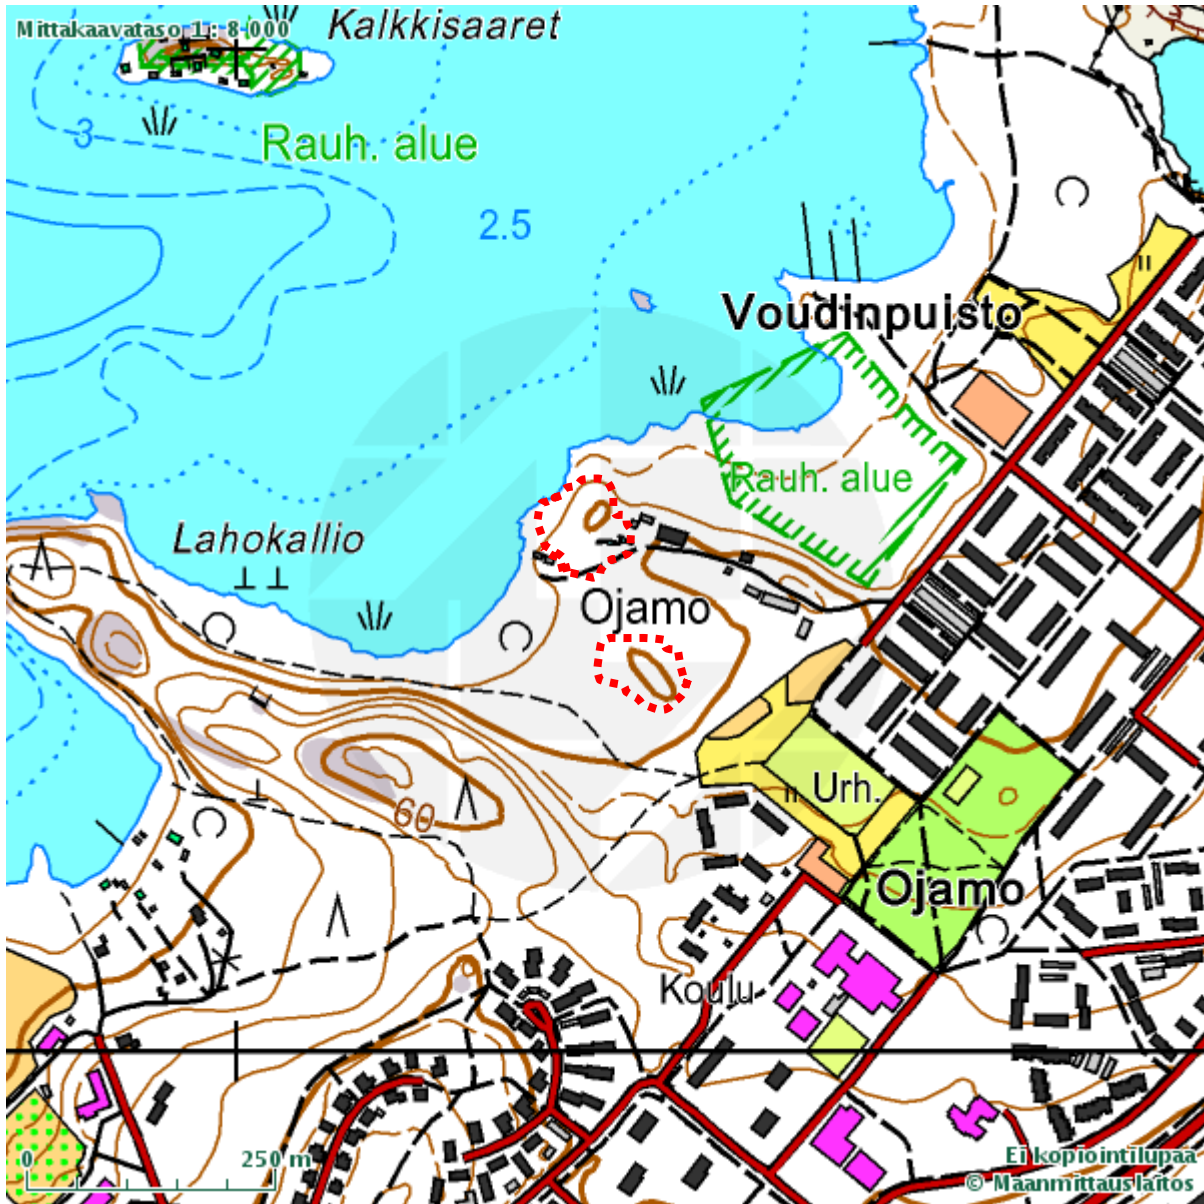 Mittakaavataso 1 : 8 000
Kalkkisaaret
3
Rauh. alue
2.5
Voudinpuisto
Rauh. alue
Lahokallio
Ojamo
Urh.
60
Ojamo
Koulu
0 250 m
Ei kopiointilupaa
© Maanmittauslaitos